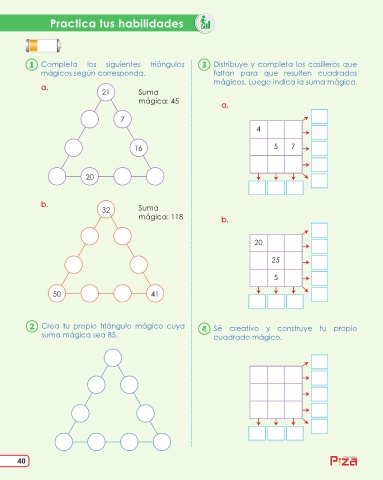 Practica tus habilidades
1 Completa los siguientes triángulos
mágicos según corresponda.
a.
21
Suma
mágica: 45
7
16
20
b.
32
Suma
mágica: 118
50
41
2 Crea tu propio triángulo mágico cuya
suma mágica sea 85.
3 Distribuye y completa los casilleros que
faltan para que resulten cuadrados
mágicos. Luego indica la suma mágica.
a.
4
5 7
b.
20
25
5
4 Sé creativo y construye tu propio
cuadrado mágico.
40